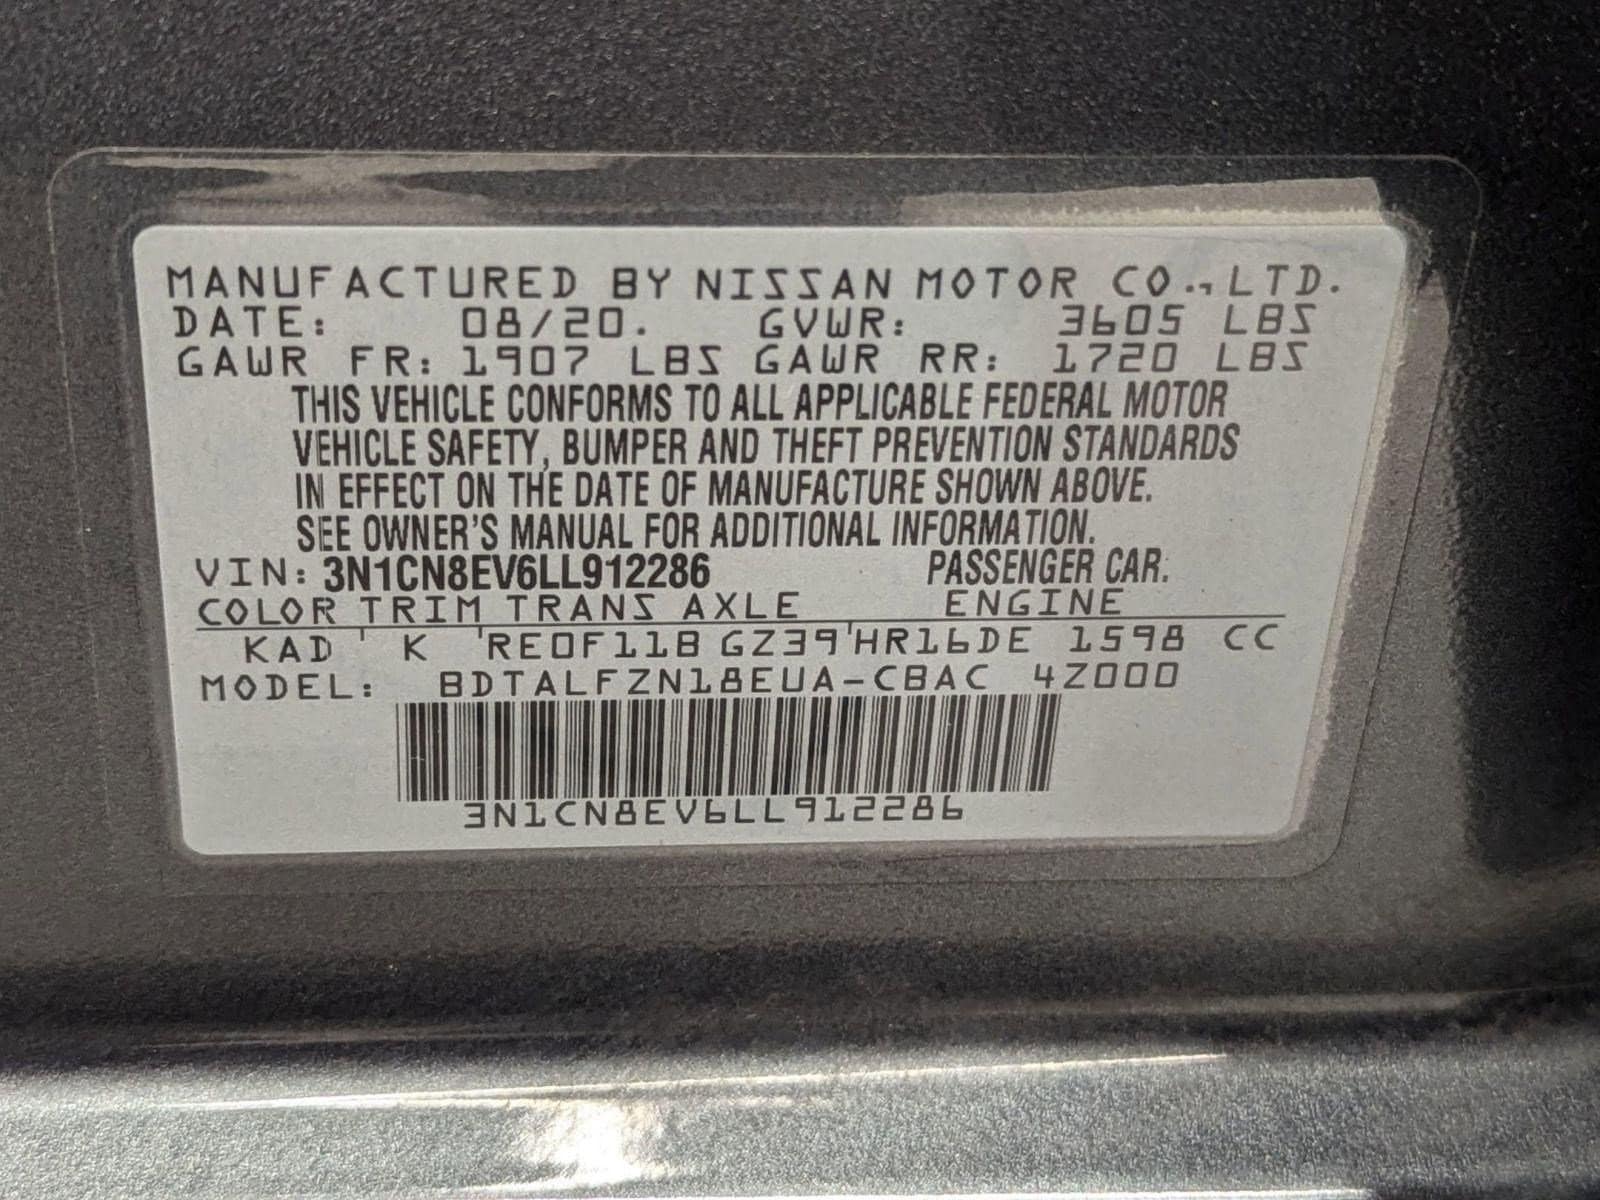 MANUFACTURED BY NISSAN MOTOR CO., LTD.
DATE: 08/20. GVWR: 3605 LBS
GAWR FR: 1907 LBS GAWR RR: 1720 LBS
THIS VEHICLE CONFORMS TO ALL APPLICABLE FEDERAL MOTOR
VEHICLE SAFETY, BUMPER AND THEFT PREVENTION STANDARDS
IN EFFECT ON THE DATE OF MANUFACTURE SHOWN ABOVE.
SEE OWNER'S MANUAL FOR ADDITIONAL INFORMATION.
VIN: 3N1CN8EV6LL912286 PASSENGER CAR.
COLOR TRIM TRANS AXLE ENGINE
KAD ' K 'RE0F11B GZ39'HR16DE 1598 CC
MODEL: BDTALFZN18EUA-CBAC 4Z000
3N1CN8EV6LL912286